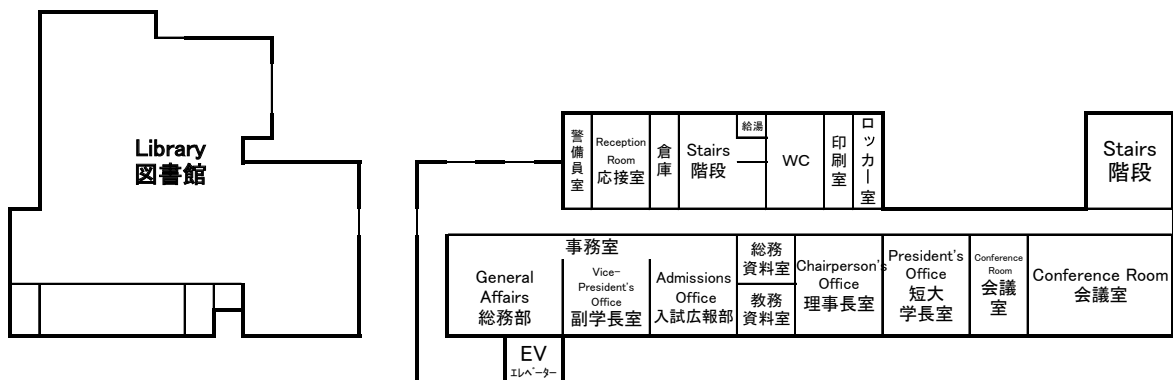 Library
図書館
警備員室
Reception
Room
応接室
倉庫
Stairs
階段
給湯
WC
印刷室
ロッカー室
Stairs
階段
事務室
General
Affairs
総務部
Vice-
President's
Office
副学長室
Admissions
Office
入試広報部
総務
資料室
教務
資料室
Chairperson's
Office
理事長室
President's
Office
短大
学長室
Conference
Room
会議
室
Conference Room
会議室
EV
エレベーター